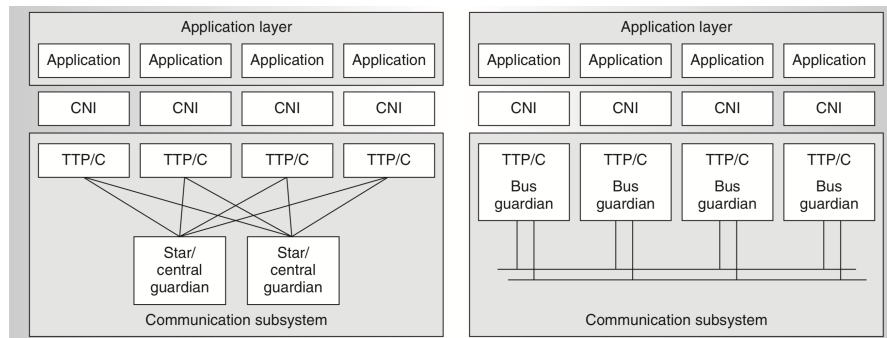 Application layer
Application Application Application Application
CNI CNI CNI CNI
TTP/C TTP/C TTP/C TTP/C
Star/ Star/
central central
guardian guardian
Communication subsystem
Application layer
Application Application Application Application
CNI CNI CNI CNI
TTP/C TTP/C TTP/C TTP/C
Bus Bus Bus Bus
guardian guardian guardian guardian
Communication subsystem